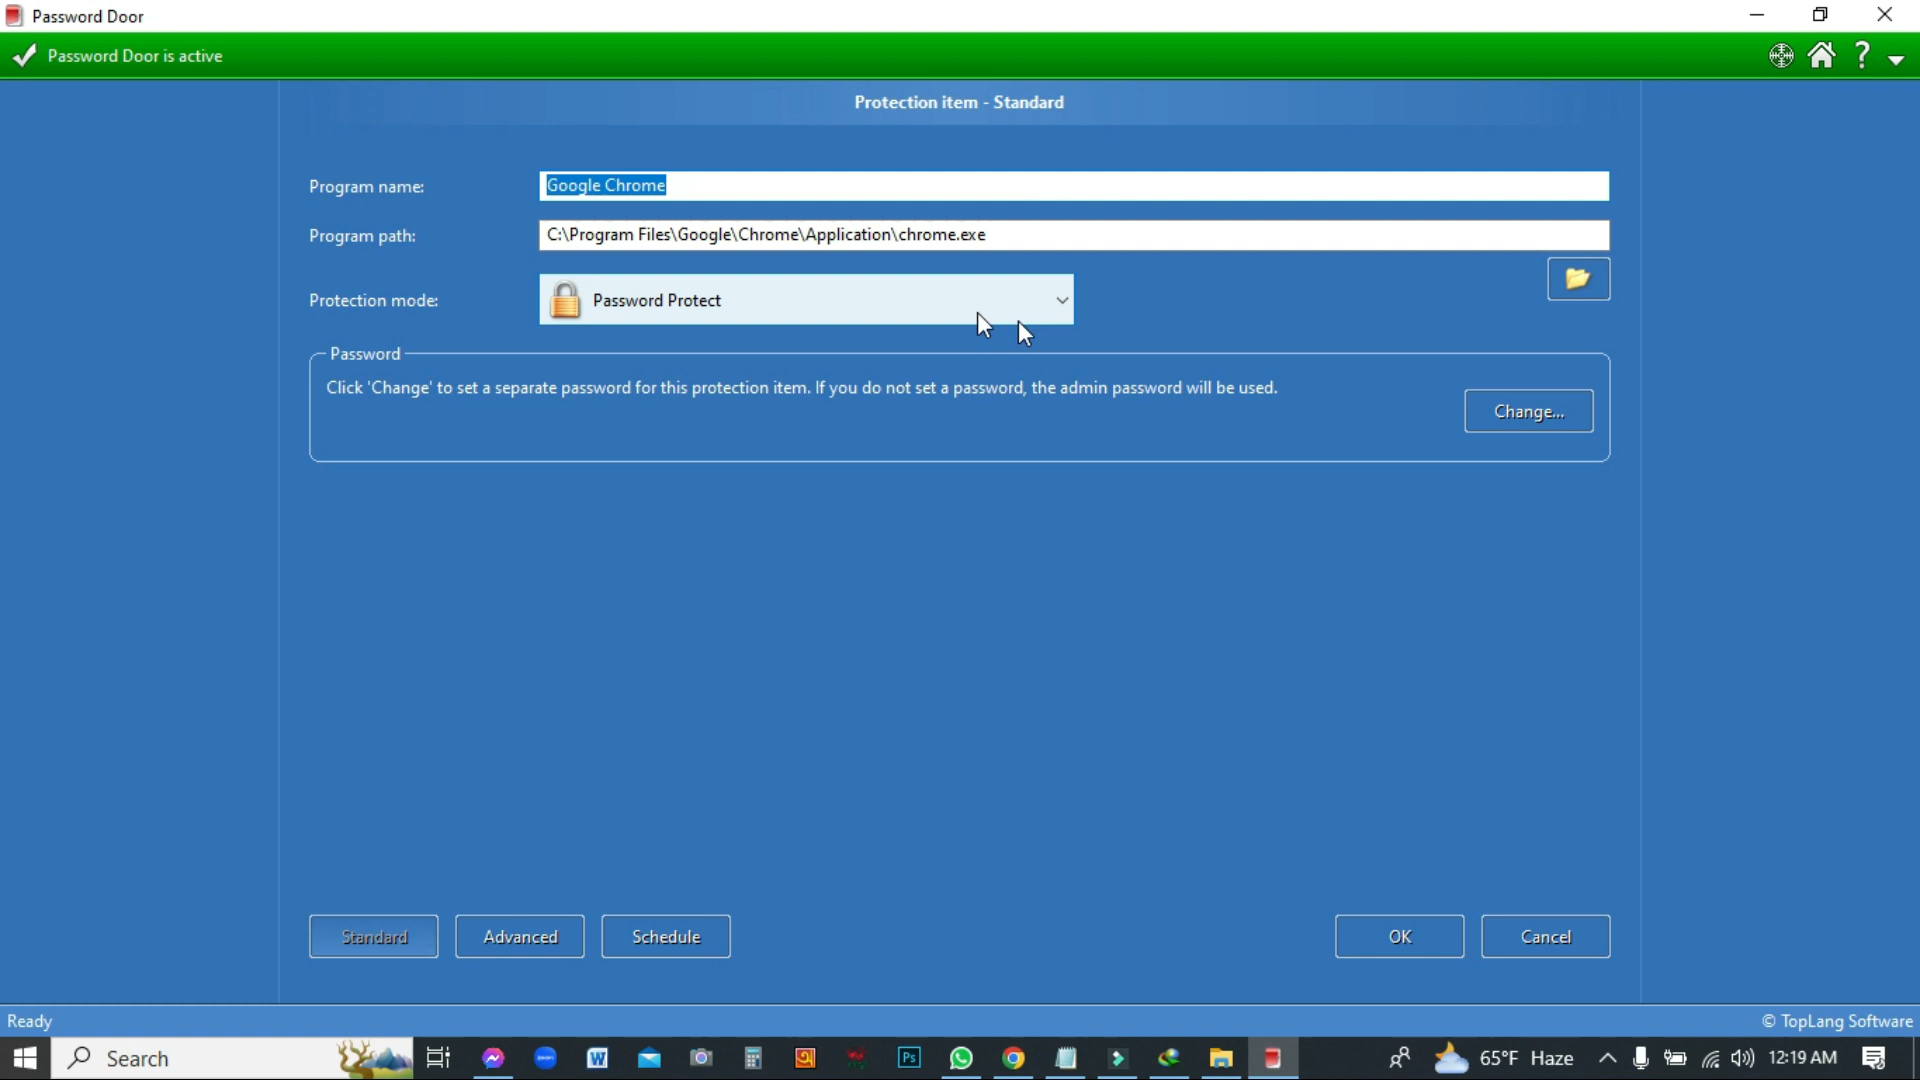 Password Door
Password Door is active
Protection item - Standard
Program name:
Google Chrome
Program path:
C:\Program Files\Google\Chrome\Application\chrome.exe
Protection mode:
Password Protect
Password
Click 'Change' to set a separate password for this protection item. If you do not set a password, the admin password will be used.
Change...
Standard
Advanced
Schedule
OK
Cancel
Ready
© TopLang Software
Search
65°F Haze
12:19 AM